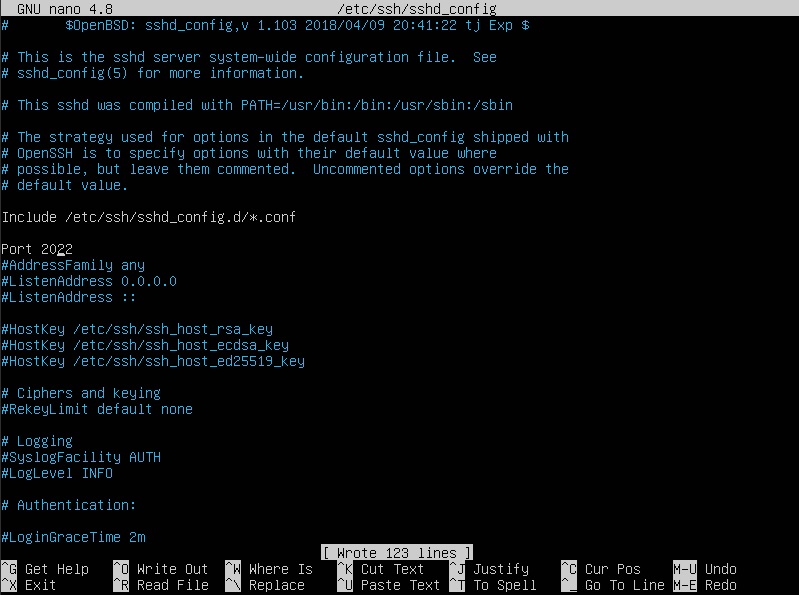 GNU nano 4.8 /etc/ssh/sshd_config
# $OpenBSD: sshd_config,v 1.103 2018/04/09 20:41:22 tj Exp $
# This is the sshd server system-wide configuration file. See
# sshd_config(5) for more information.
# This sshd was compiled with PATH=/usr/bin:/bin:/usr/sbin:/sbin
# The strategy used for options in the default sshd_config shipped with
# OpenSSH is to specify options with their default value where
# possible, but leave them commented. Uncommented options override the
# default value.
Include /etc/ssh/sshd_config.d/*.conf
Port 2022
#AddressFamily any
#ListenAddress 0.0.0.0
#ListenAddress ::
#HostKey /etc/ssh/ssh_host_rsa_key
#HostKey /etc/ssh/ssh_host_ecdsa_key
#HostKey /etc/ssh/ssh_host_ed25519_key
# Ciphers and keying
#RekeyLimit default none
# Logging
#SyslogFacility AUTH
#LogLevel INFO
# Authentication:
#LoginGraceTime 2m
[ Wrote 123 lines ]
^G Get Help ^O Write Out ^W Where Is ^K Cut Text ^J Justify ^C Cur Pos M-U Undo
^X Exit ^R Read File ^\ Replace ^U Paste Text ^T To Spell ^_ Go To Line M-E Redo